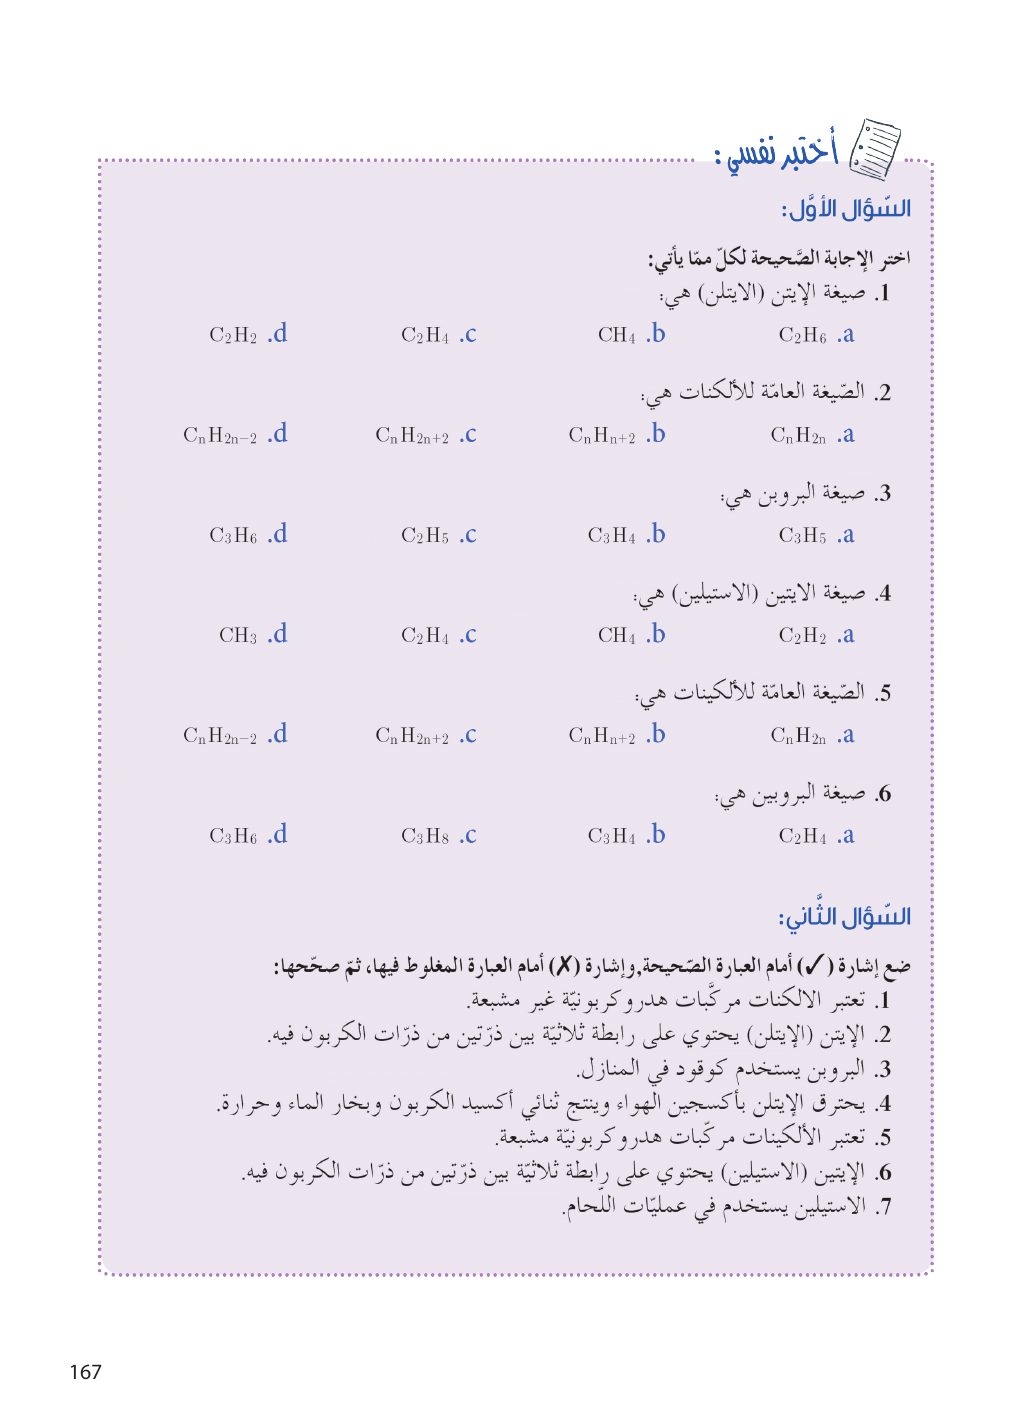 أختبر نفسي :
السّؤال الأوَّل:
اختر الإجابة الصَّحيحة لكلّ ممّا يأتي:
1. صيغة الإيتن (الايتلن) هي:
a. C₂H₆ b. CH₄ c. C₂H₄ d. C₂H₂
2. الصّيغة العامّة للألكنات هي:
a. CₙH₂ₙ b. CₙHₙ₊₂ c. CₙH₂ₙ₊₂ d. CₙH₂ₙ₋₂
3. صيغة البروبن هي:
a. C₃H₅ b. C₃H₄ c. C₂H₅ d. C₃H₆
4. صيغة الايتين (الاستيلين) هي:
a. C₂H₂ b. CH₄ c. C₂H₄ d. CH₃
5. الصّيغة العامّة للألكينات هي:
a. CₙH₂ₙ b. CₙHₙ₊₂ c. CₙH₂ₙ₊₂ d. CₙH₂ₙ₋₂
6. صيغة البروبين هي:
a. C₂H₄ b. C₃H₄ c. C₃H₈ d. C₃H₆
السّؤال الثَّاني:
ضع إشارة (✓) أمام العبارة الصّحيحة,وإشارة (✗) أمام العبارة المغلوط فيها، ثمّ صحّحها:
1. تعتبر الالكنات مركَّبات هدروكربونيّة غير مشبعة.
2. الإيتن (الإيتلن) يحتوي على رابطة ثلاثيّة بين ذرّتين من ذرّات الكربون فيه.
3. البروبن يستخدم كوقود في المنازل.
4. يحترق الإيتلن بأكسجين الهواء وينتج ثنائي أكسيد الكربون وبخار الماء وحرارة.
5. تعتبر الألكينات مركّبات هدروكربونيّة مشبعة.
6. الإيتين (الاستيلين) يحتوي على رابطة ثلاثيّة بين ذرّتين من ذرّات الكربون فيه.
7. الاستيلين يستخدم في عمليّات اللّحام.
167